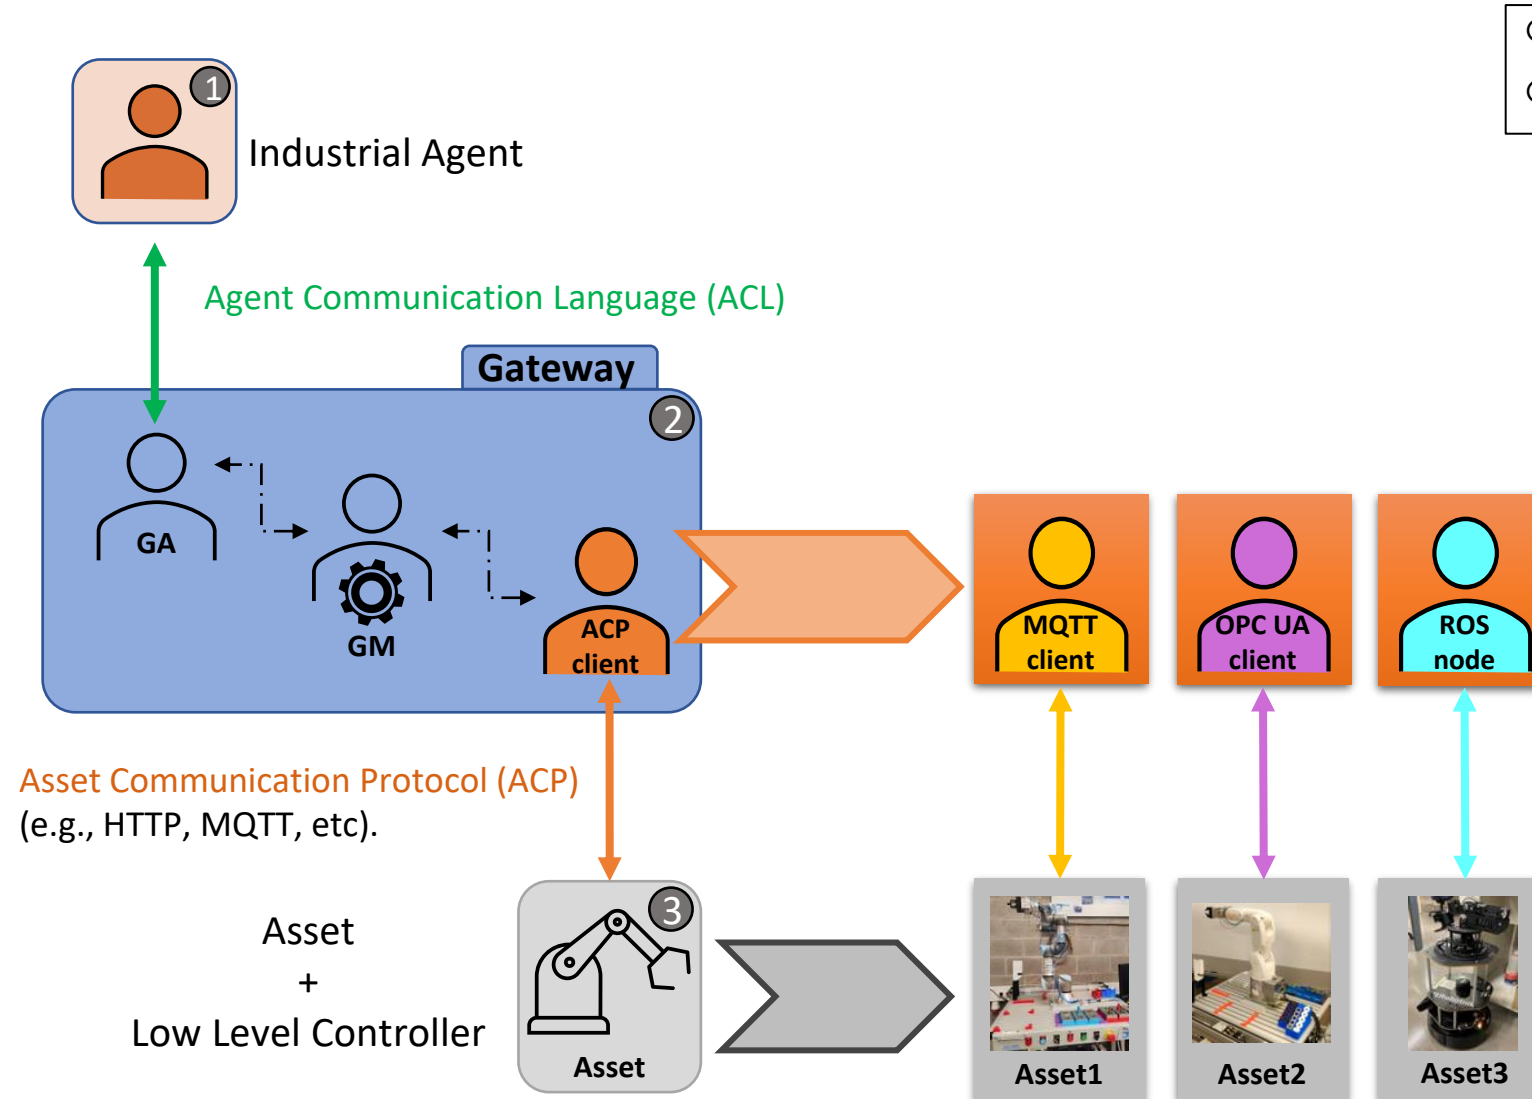 1
Industrial Agent
Agent Communication Language (ACL)
Gateway
2
GA
GM
ACP
client
MQTT
client
OPC UA
client
ROS
node
Asset Communication Protocol (ACP)
(e.g., HTTP, MQTT, etc).
3
Asset
+
Low Level Controller
Asset
Asset1
Asset2
Asset3